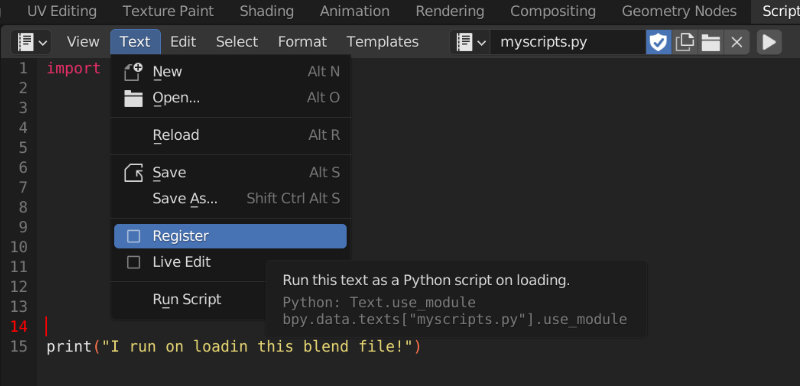 UV Editing Texture Paint Shading Animation Rendering Compositing Geometry Nodes Script
View Text Edit Select Format Templates myscripts.py
1 import
2
3
4
5
6
7
8
9
10
11
12
13
14
15 print("I run on loadin this blend file!")
New Alt N
Open... Alt O
Reload Alt R
Save Alt S
Save As... Shift Ctrl Alt S
Register
Live Edit
Run Script
Run this text as a Python script on loading.
Python: Text.use_module
bpy.data.texts["myscripts.py"].use_module